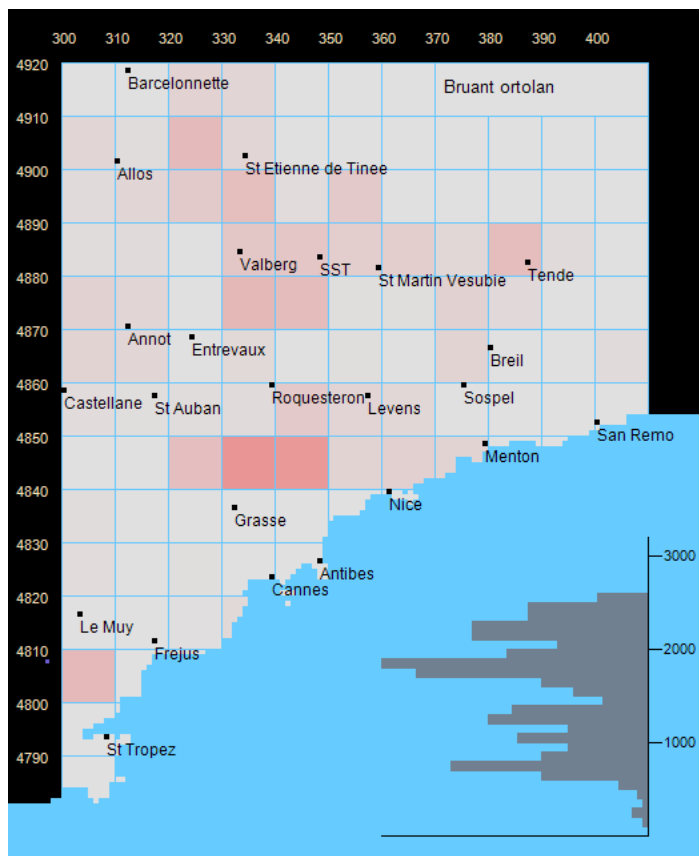 300 310 320 330 340 350 360 370 380 390 400
4920
Barcelonnette
Bruant ortolan
4910
4900
Allos
St Etienne de Tinee
4890
Valberg
SST
St Martin Vesubie
Tende
4880
4870
Annot
Entrevaux
Breil
4860
Castellane
St Auban
Roquesteron
Levens
Sospel
4850
San Remo
Menton
4840
Nice
Grasse
4830
3000
Antibes
Cannes
4820
Le Muy
4810
Frejus
2000
4800
4790
St Tropez
1000